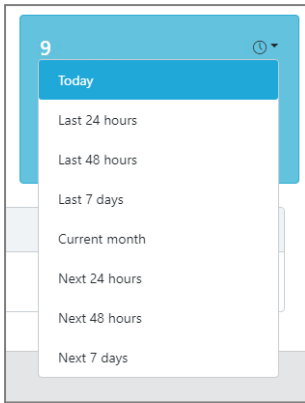 9
Today
Last 24 hours
Last 48 hours
Last 7 days
Current month
Next 24 hours
Next 48 hours
Next 7 days